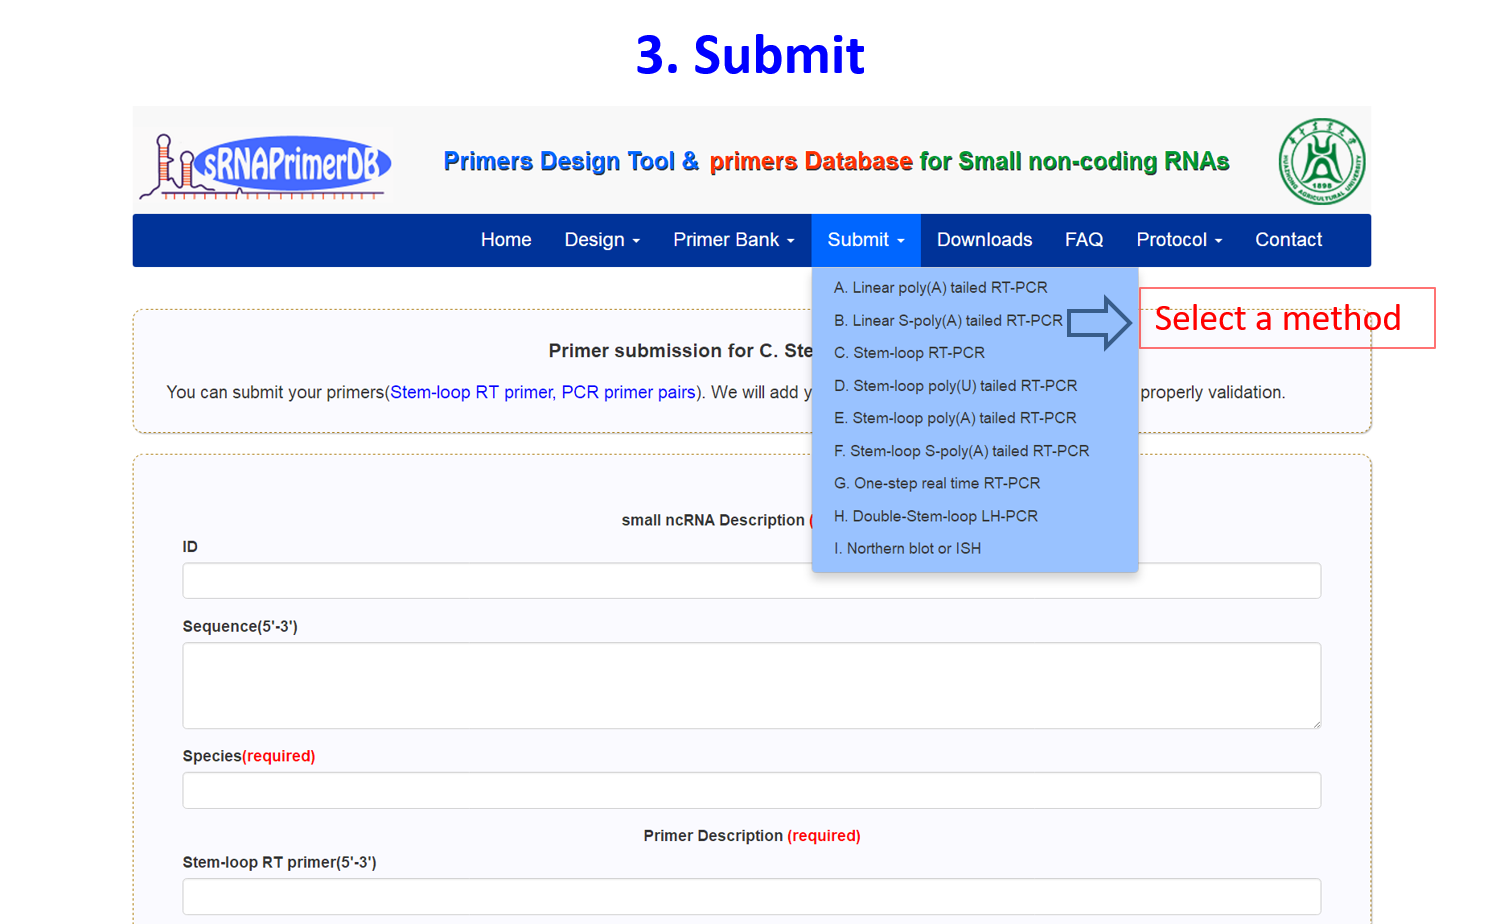 3. Submit
sRNAPrimerDB
Primers Design Tool & primers Database for Small non-coding RNAs
HUAZHONG AGRICULTURAL UNIVERSITY
1898
Home Design Primer Bank Submit Downloads FAQ Protocol Contact
A. Linear poly(A) tailed RT-PCR
B. Linear S-poly(A) tailed RT-PCR
C. Stem-loop RT-PCR
D. Stem-loop poly(U) tailed RT-PCR
E. Stem-loop poly(A) tailed RT-PCR
F. Stem-loop S-poly(A) tailed RT-PCR
G. One-step real time RT-PCR
H. Double-Stem-loop LH-PCR
I. Northern blot or ISH
Select a method
Primer submission for C. Ste
You can submit your primers(Stem-loop RT primer, PCR primer pairs). We will add y properly validation.
small ncRNA Description (
ID
Sequence(5'-3')
Species(required)
Primer Description (required)
Stem-loop RT primer(5'-3')